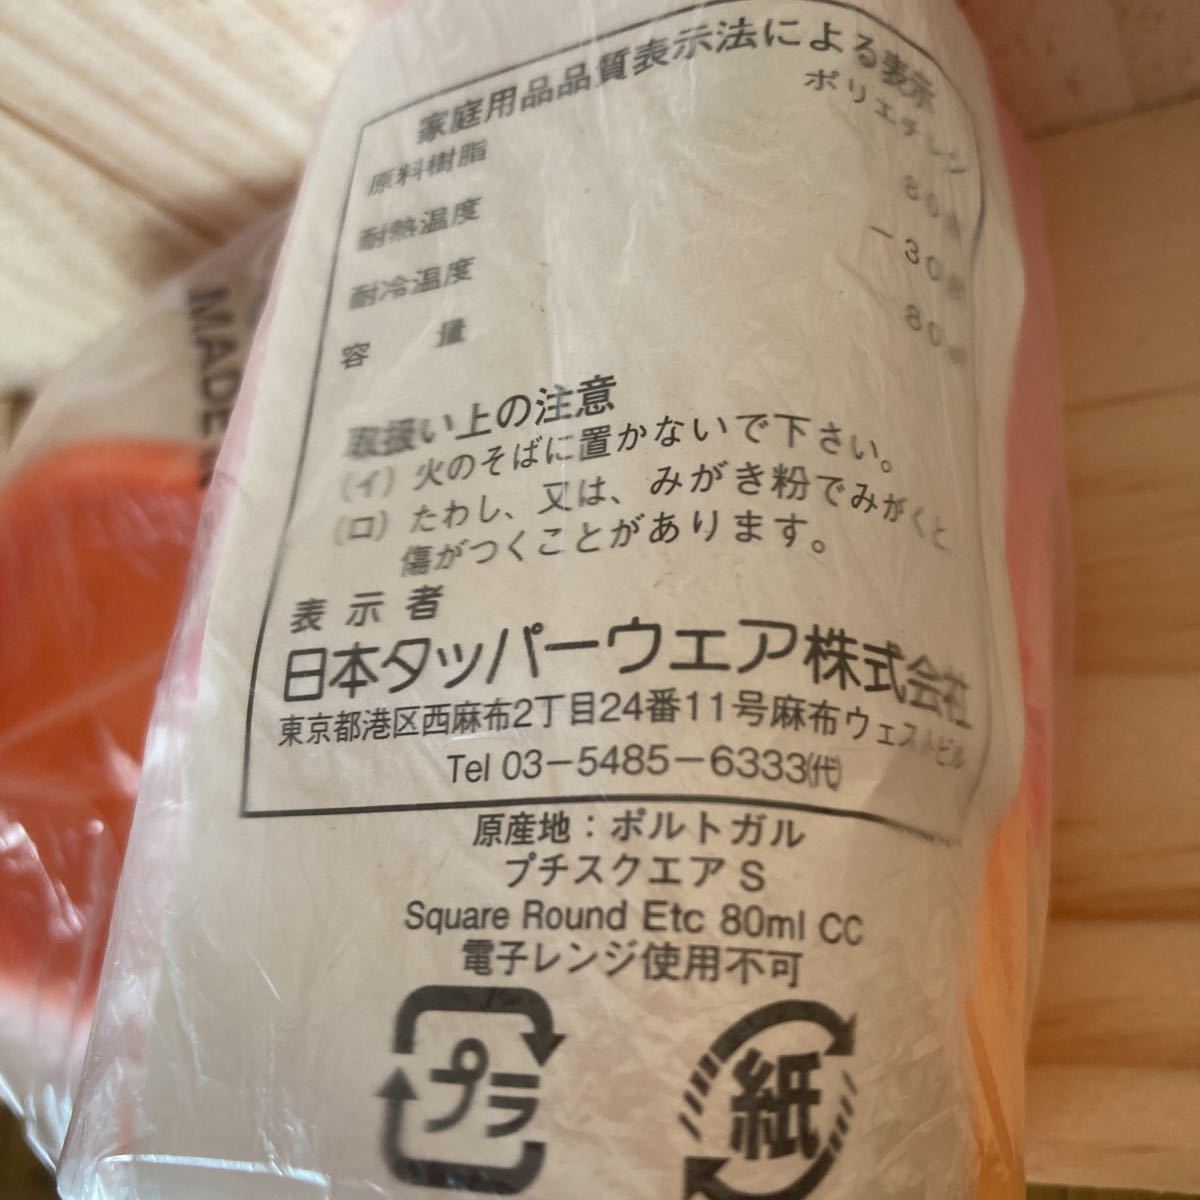 家庭用品品質表示法による表示
原料樹脂 ポリエチレン
耐熱温度 80
耐冷温度 −30
容量 80
取扱い上の注意
(イ) 火のそばに置かないで下さい。
(ロ) たわし、又は、みがき粉でみがくと、
傷がつくことがあります。
表示者
日本タッパーウェア株式会社
東京都港区西麻布2丁目24番11号麻布ウェストビル
Tel 03−5485−6333㈹
原産地：ポルトガル
プチスクエア S
Square Round Etc 80ml CC
電子レンジ使用不可
プラ
紙
MADE